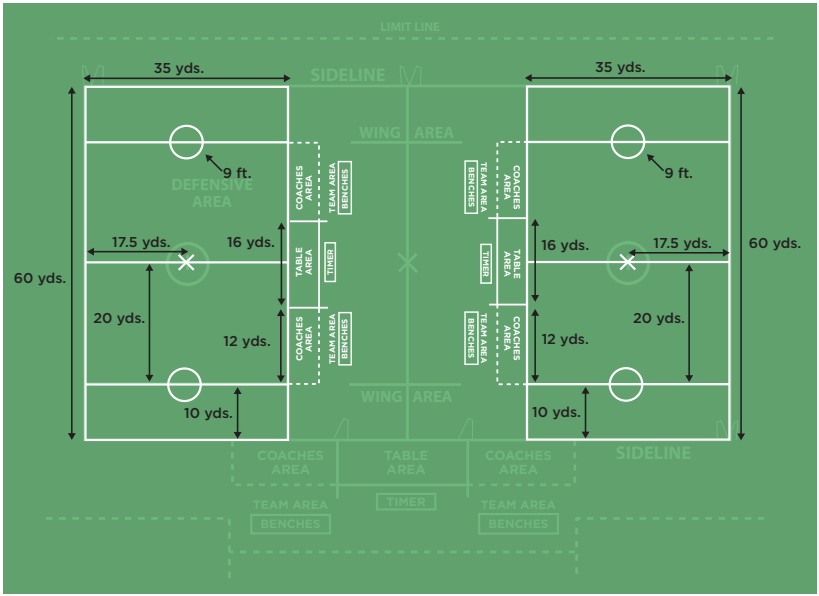 LIMIT LINE
35 yds.
SIDELINE
35 yds.
WING AREA
9 ft.
9 ft.
DEFENSIVE
AREA
COACHES
AREA
TEAM AREA
BENCHES
BENCHES
TEAM AREA
COACHES
AREA
17.5 yds.
16 yds.
TABLE
AREA
TIMER
TIMER
TABLE
AREA
16 yds.
17.5 yds.
60 yds.
60 yds.
20 yds.
12 yds.
COACHES
AREA
TEAM AREA
BENCHES
BENCHES
TEAM AREA
COACHES
AREA
12 yds.
20 yds.
10 yds.
WING AREA
10 yds.
COACHES
AREA
TABLE
AREA
COACHES
AREA
SIDELINE
TEAM AREA
BENCHES
TIMER
TEAM AREA
BENCHES